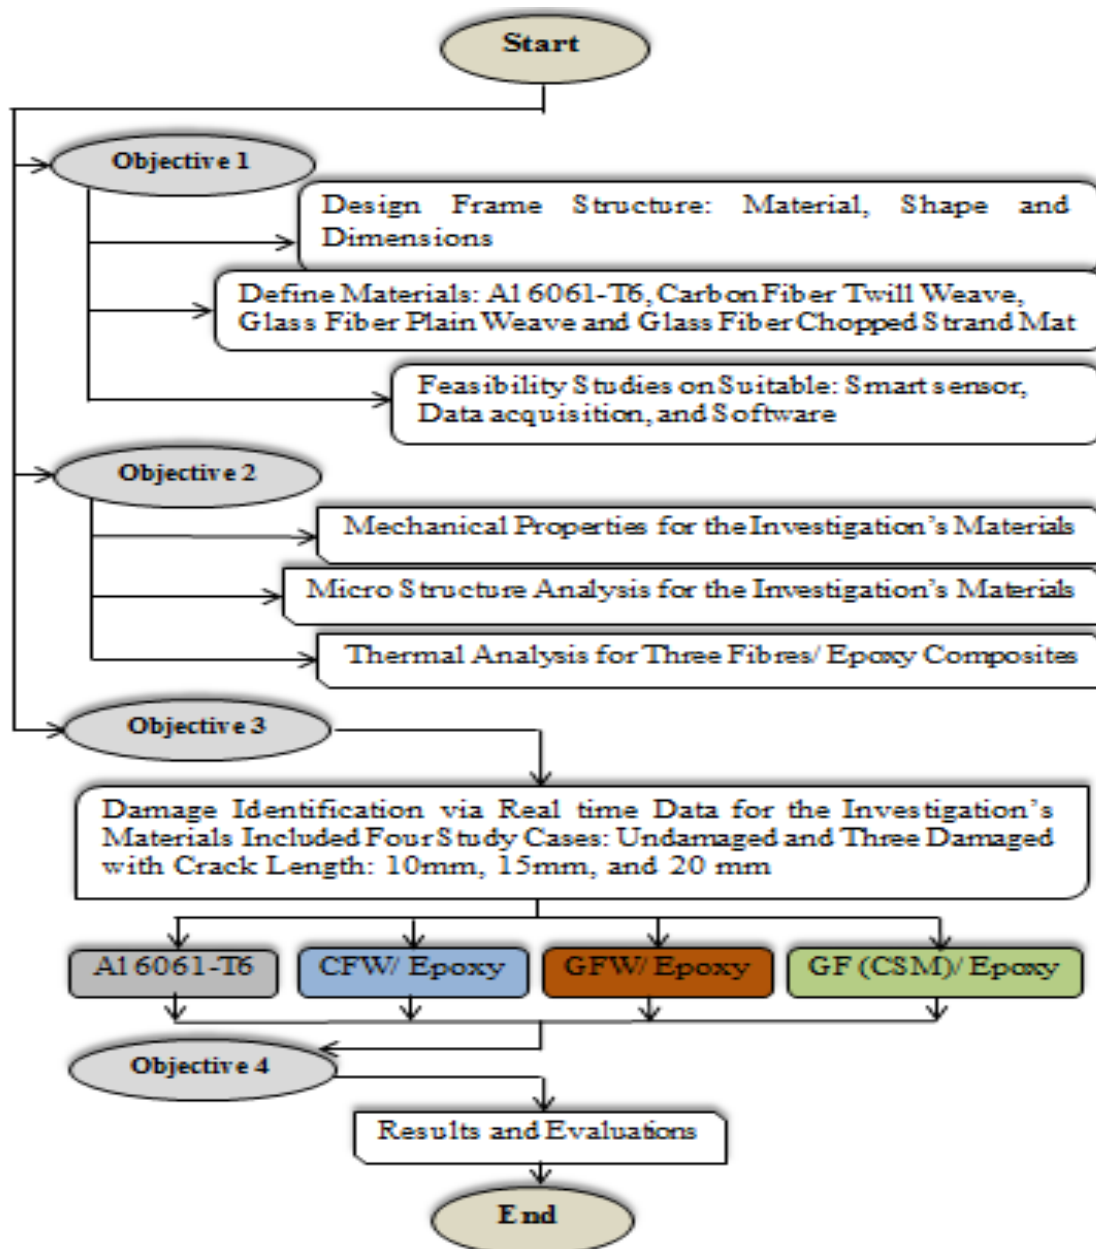 Start
Objective 1
Design Frame Structure: Material, Shape and
Dimensions
Define Materials: Al 6061-T6, Carbon Fiber Twill Weave,
Glass Fiber Plain Weave and Glass Fiber Chopped Strand Mat
Feasibility Studies on Suitable: Smart sensor,
Data acquisition, and Software
Objective 2
Mechanical Properties for the Investigation's Materials
Micro Structure Analysis for the Investigation's Materials
Thermal Analysis for Three Fibres/ Epoxy Composites
Objective 3
Damage Identification via Real time Data for the Investigation's
Materials Included Four Study Cases: Undamaged and Three Damaged
with Crack Length: 10mm, 15mm, and 20 mm
Al 6061-T6
CFW/ Epoxy
GFW/ Epoxy
GF (CSM)/ Epoxy
Objective 4
Results and Evaluations
End